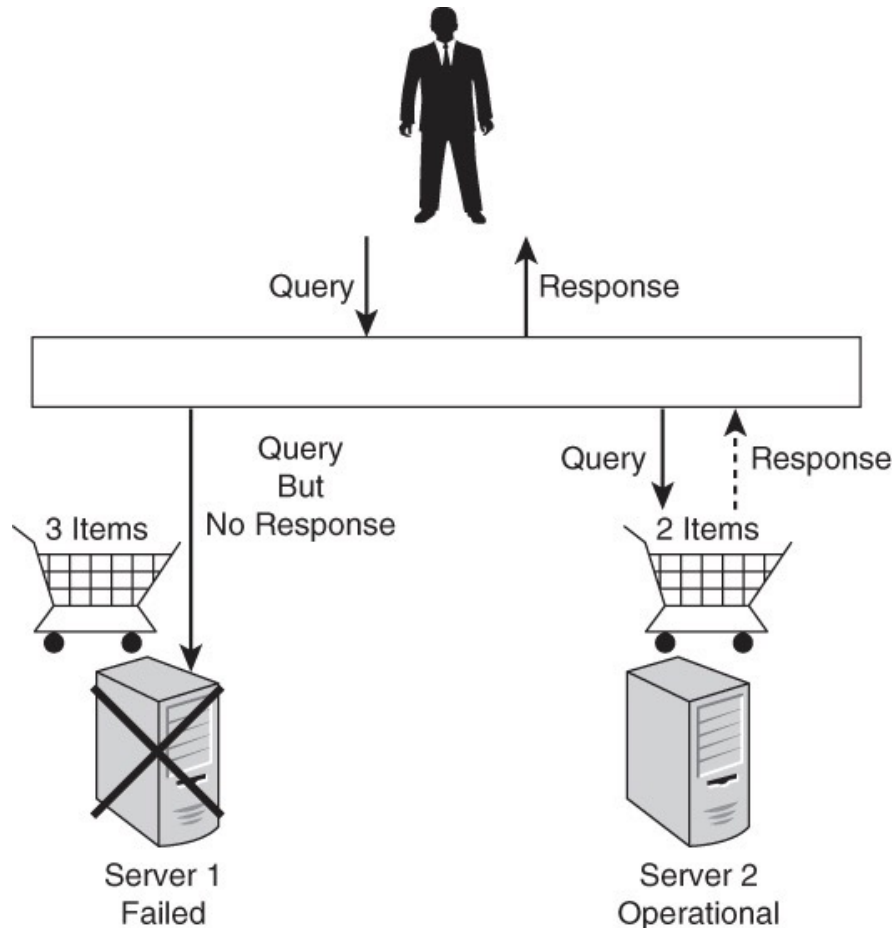 Query
Response
Query
But
No Response
Query
Response
3 Items
2 Items
Server 1
Failed
Server 2
Operational